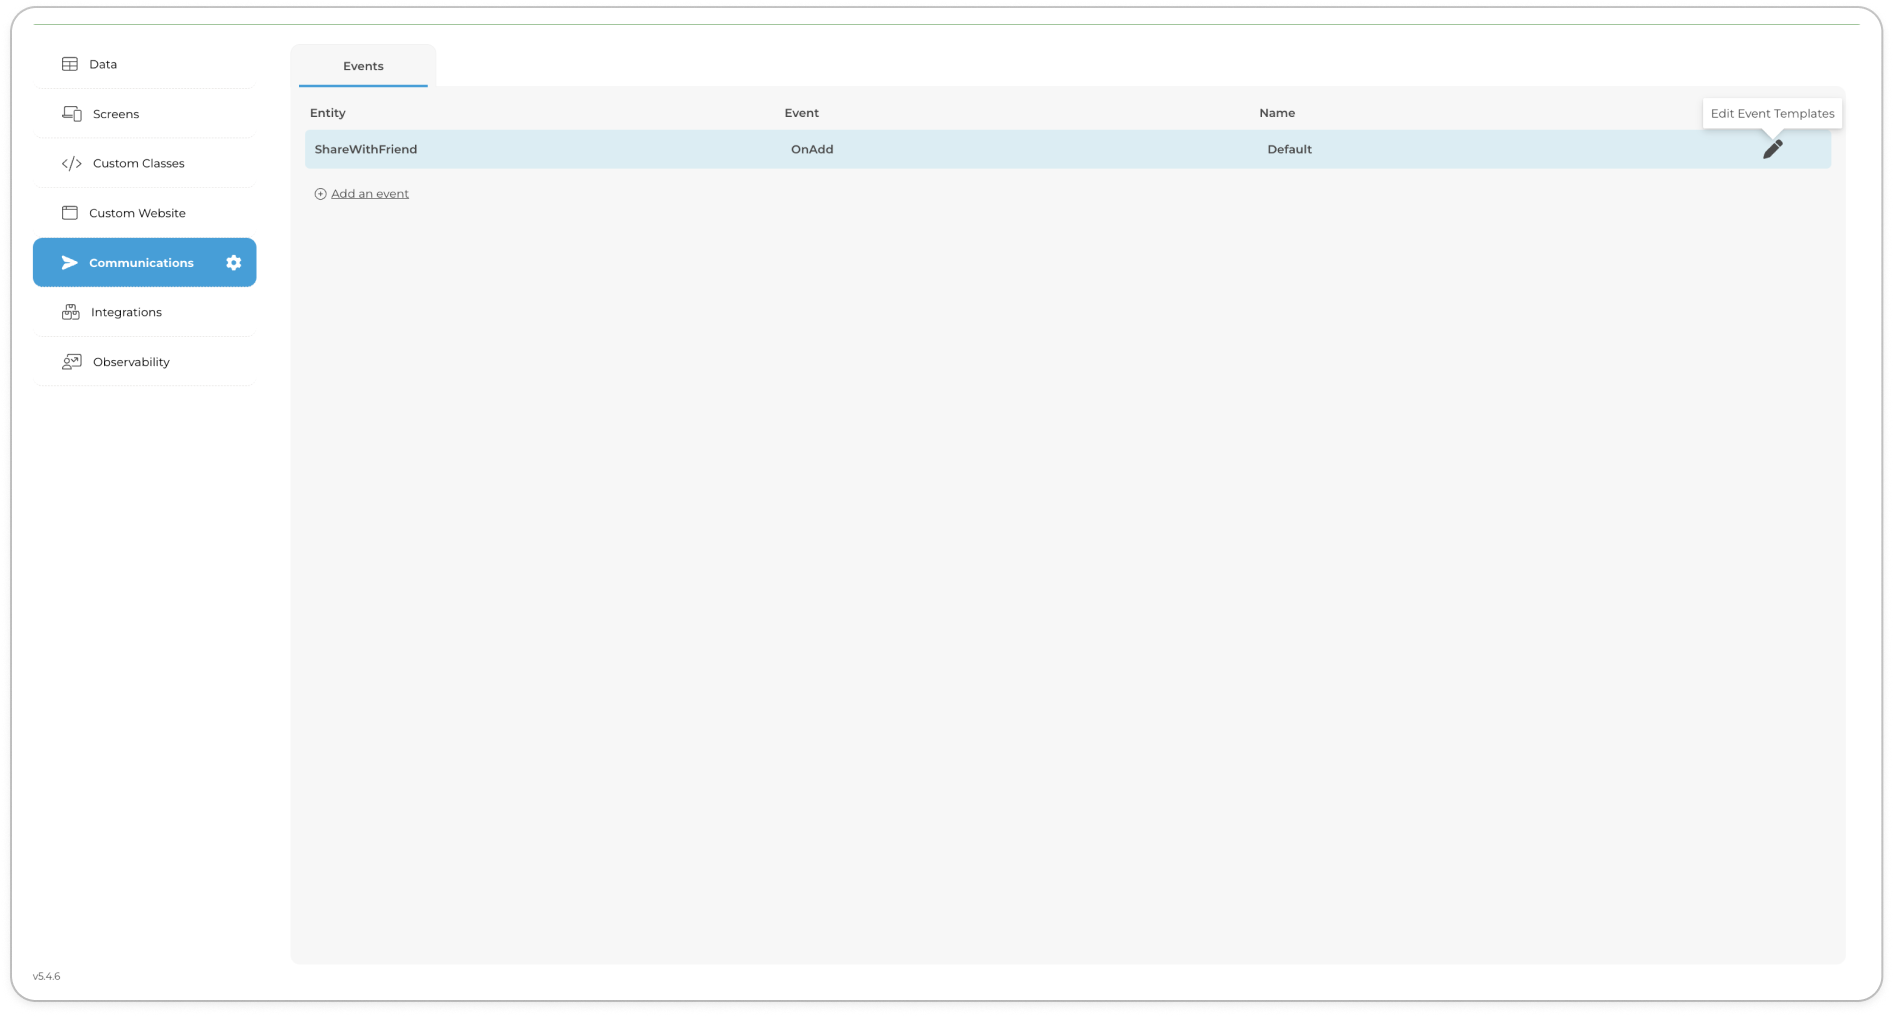 Data
Screens
Custom Classes
Custom Website
Communications
Integrations
Observability
Events
Entity Event Name
Edit Event Templates
ShareWithFriend OnAdd Default
Add an event
v5.4.6